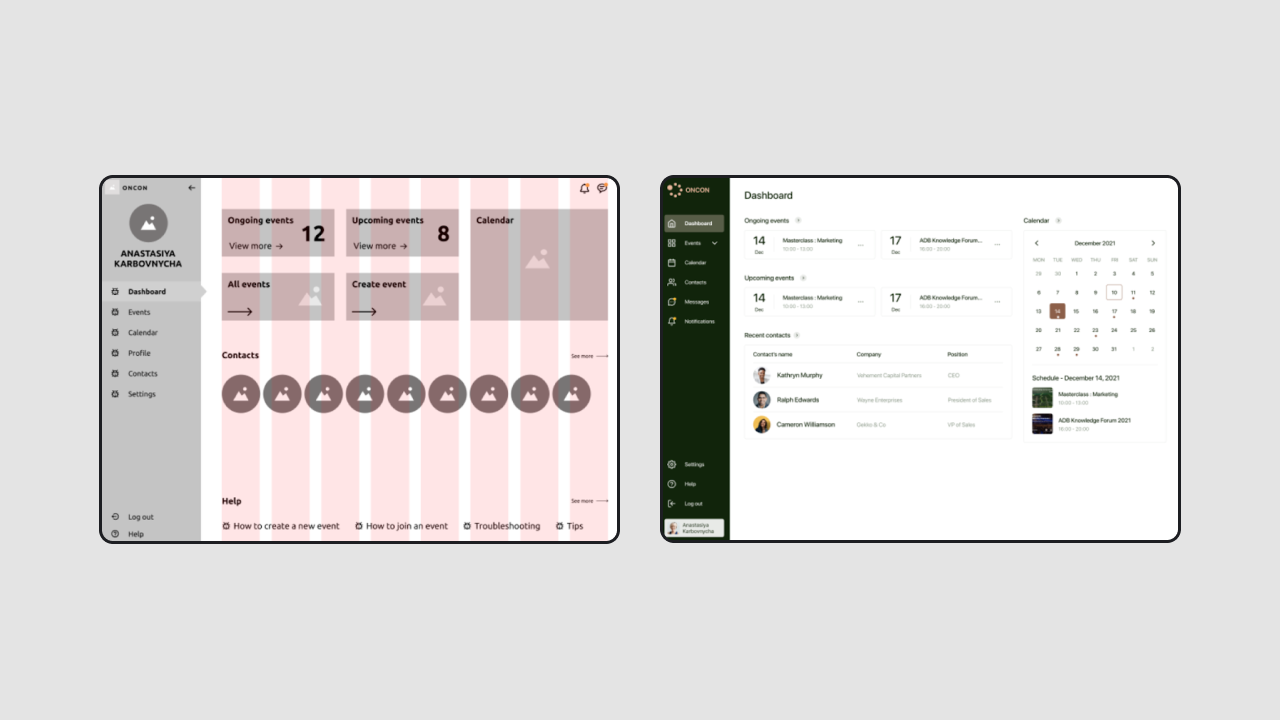 ONCON
ANASTASIYA
KARBOVNYCHA
Dashboard
Events
Calendar
Profile
Contacts
Settings
Log out
Help
Ongoing events
12
View more →
Upcoming events
8
View more →
Calendar
All events
Create event
Contacts
See more
Help
See more
How to create a new event
How to join an event
Troubleshooting
Tips
ONCON
Dashboard
Events
Calendar
Contacts
Messages
Notifications
Settings
Help
Log out
Anastasiya
Karbovnycha
Dashboard
Ongoing events
14
Dec
Masterclass : Marketing
10:00 - 13:00
17
Dec
ADB Knowledge Forum...
16:00 - 20:00
Upcoming events
14
Dec
Masterclass : Marketing
10:00 - 13:00
17
Dec
ADB Knowledge Forum...
16:00 - 20:00
Recent contacts
Contact's name Company Position
Kathryn Murphy Vehement Capital Partners CEO
Ralph Edwards Wayne Enterprises President of Sales
Cameron Williamson Gekko & Co VP of Sales
Calendar
December 2021
MON TUE WED THU FRI SAT SUN
29 30 1 2 3 4 5
6 7 8 9 10 11 12
13 14 15 16 17 18 19
20 21 22 23 24 25 26
27 28 29 30 31 1 2
Schedule - December 14, 2021
Masterclass : Marketing
10:00 - 13:00
ADB Knowledge Forum 2021
16:00 - 20:00